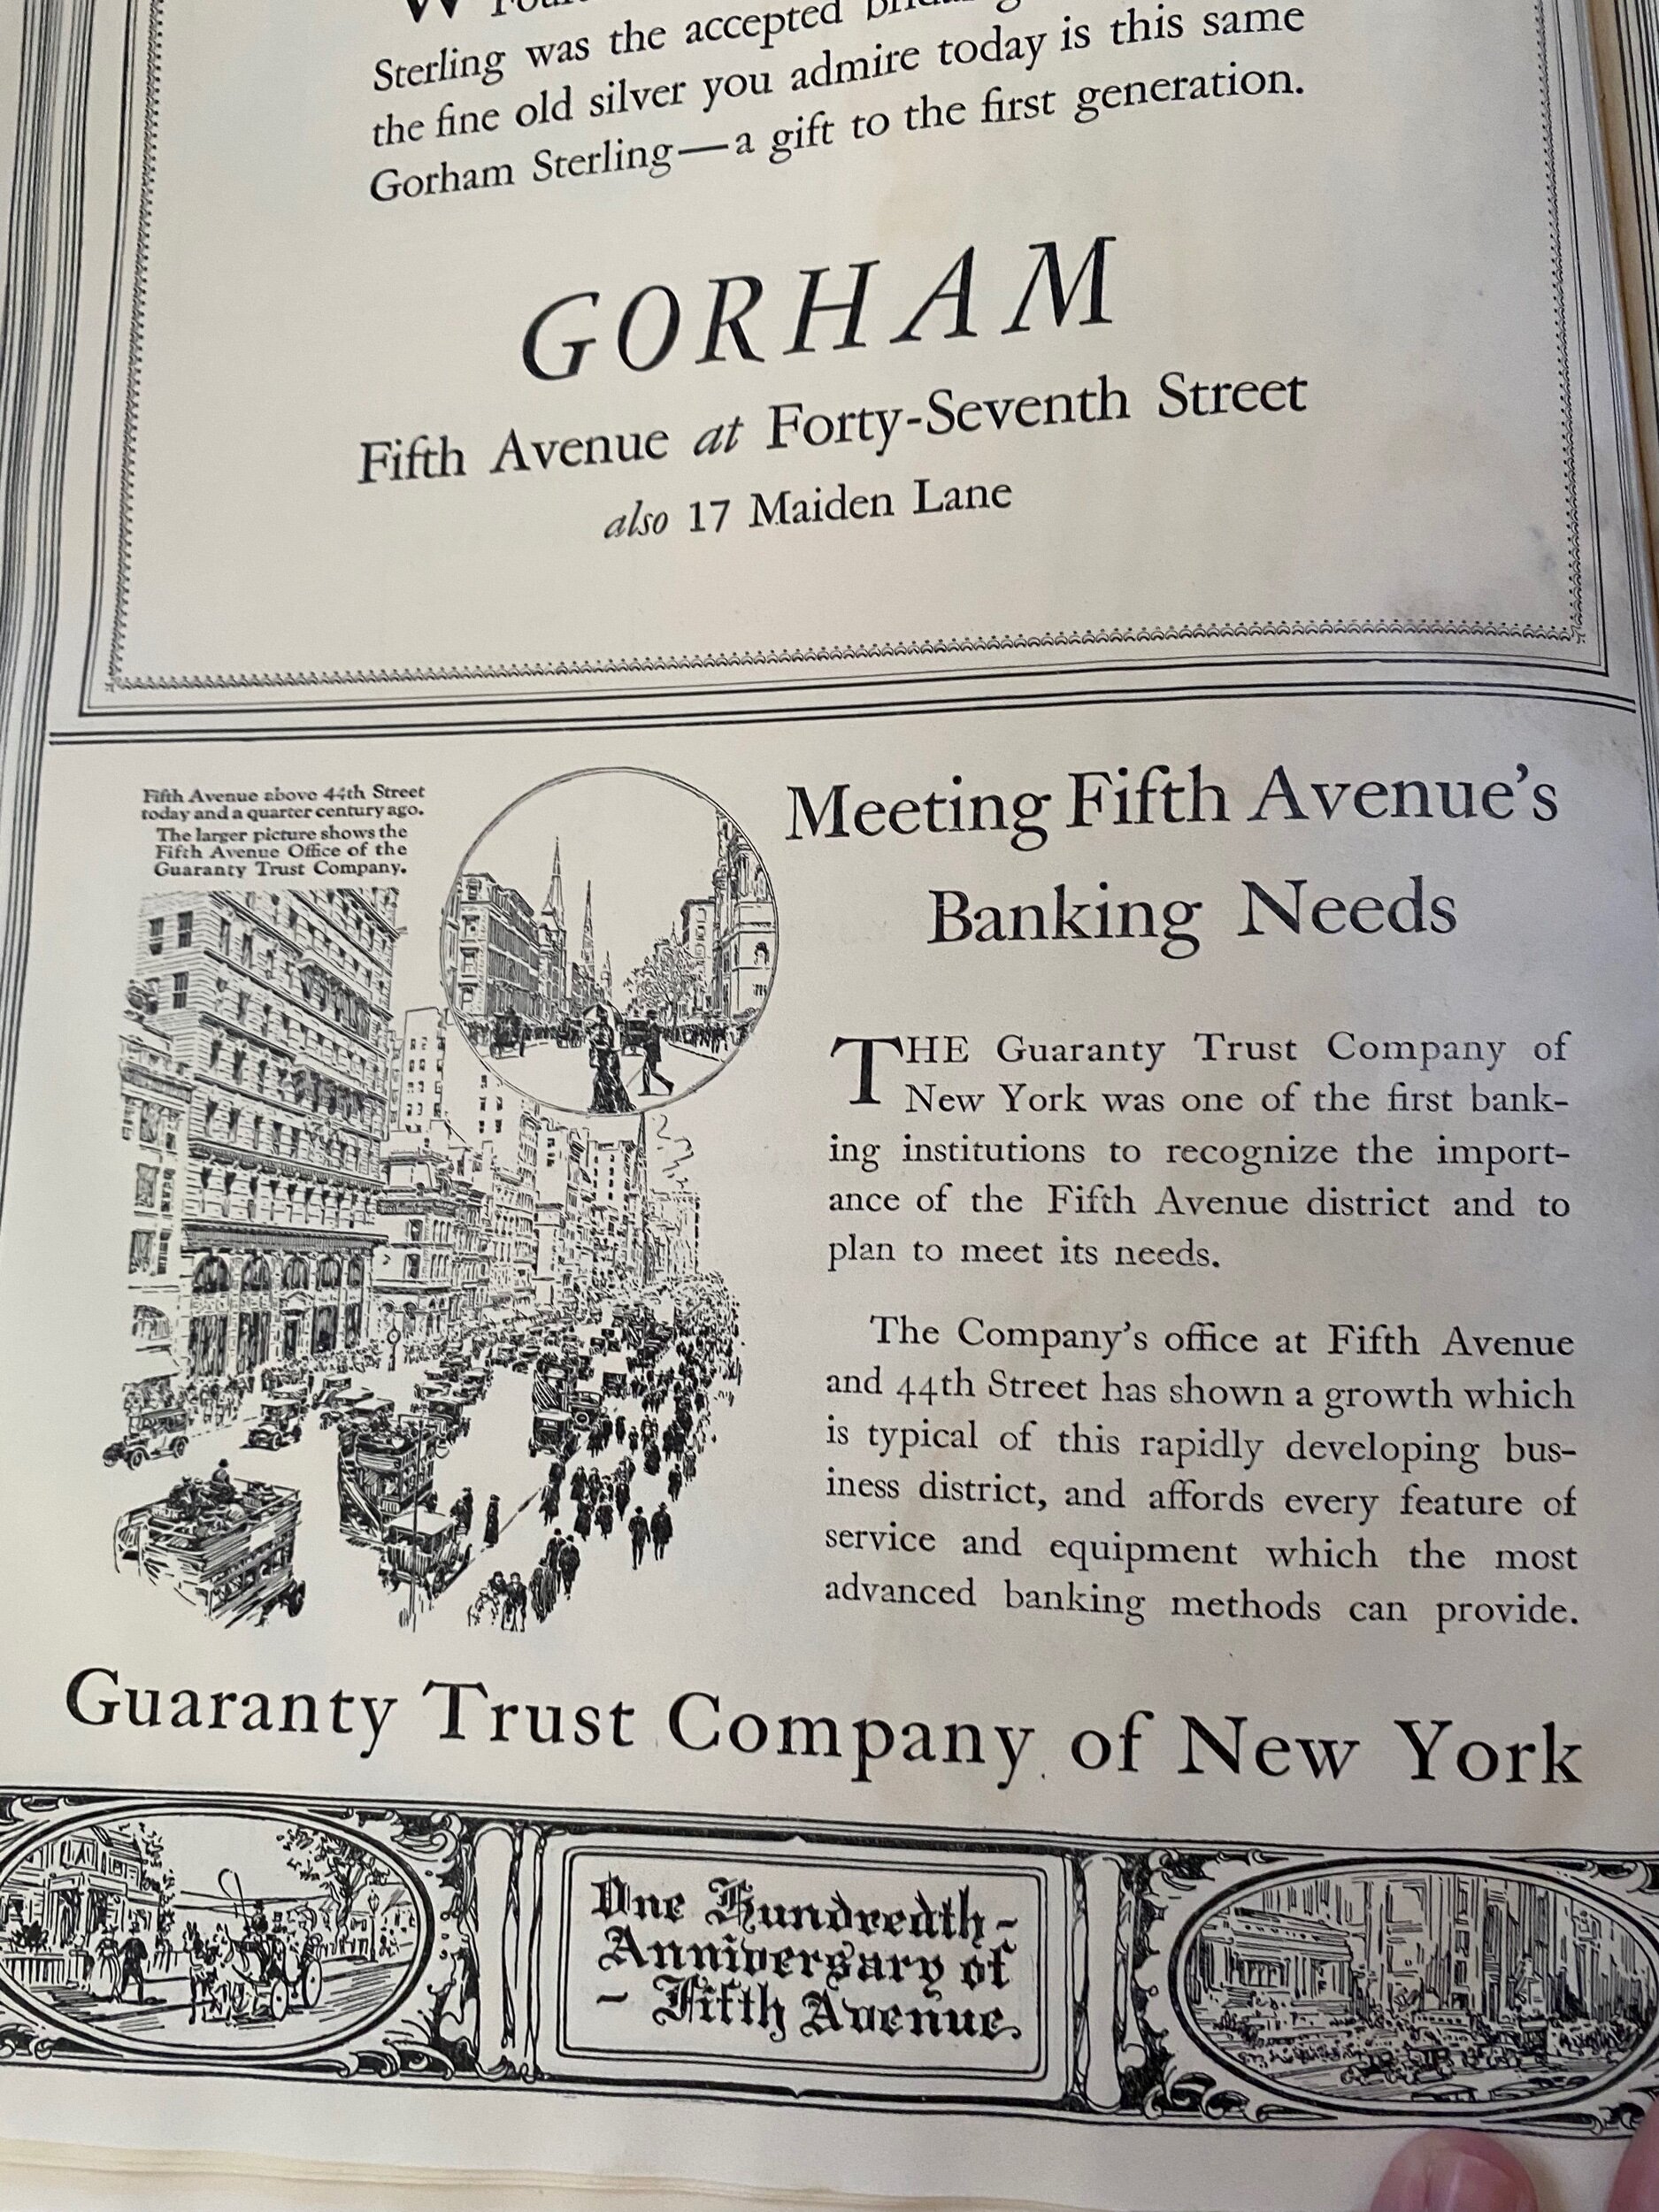 Sterling was the accepted
the fine old silver you admire today is this same
Gorham Sterling—a gift to the first generation.
GORHAM
Fifth Avenue at Forty-Seventh Street
also 17 Maiden Lane
Fifth Avenue above 44th Street
today and a quarter century ago.
The larger picture shows the
Fifth Avenue Office of the
Guaranty Trust Company.
Meeting Fifth Avenue's
Banking Needs
THE Guaranty Trust Company of
New York was one of the first bank-
ing institutions to recognize the import-
ance of the Fifth Avenue district and to
plan to meet its needs.
The Company's office at Fifth Avenue
and 44th Street has shown a growth which
is typical of this rapidly developing bus-
iness district, and affords every feature of
service and equipment which the most
advanced banking methods can provide.
Guaranty Trust Company of New York
One Hundredth-
Anniversary of
- Fifth Avenue.